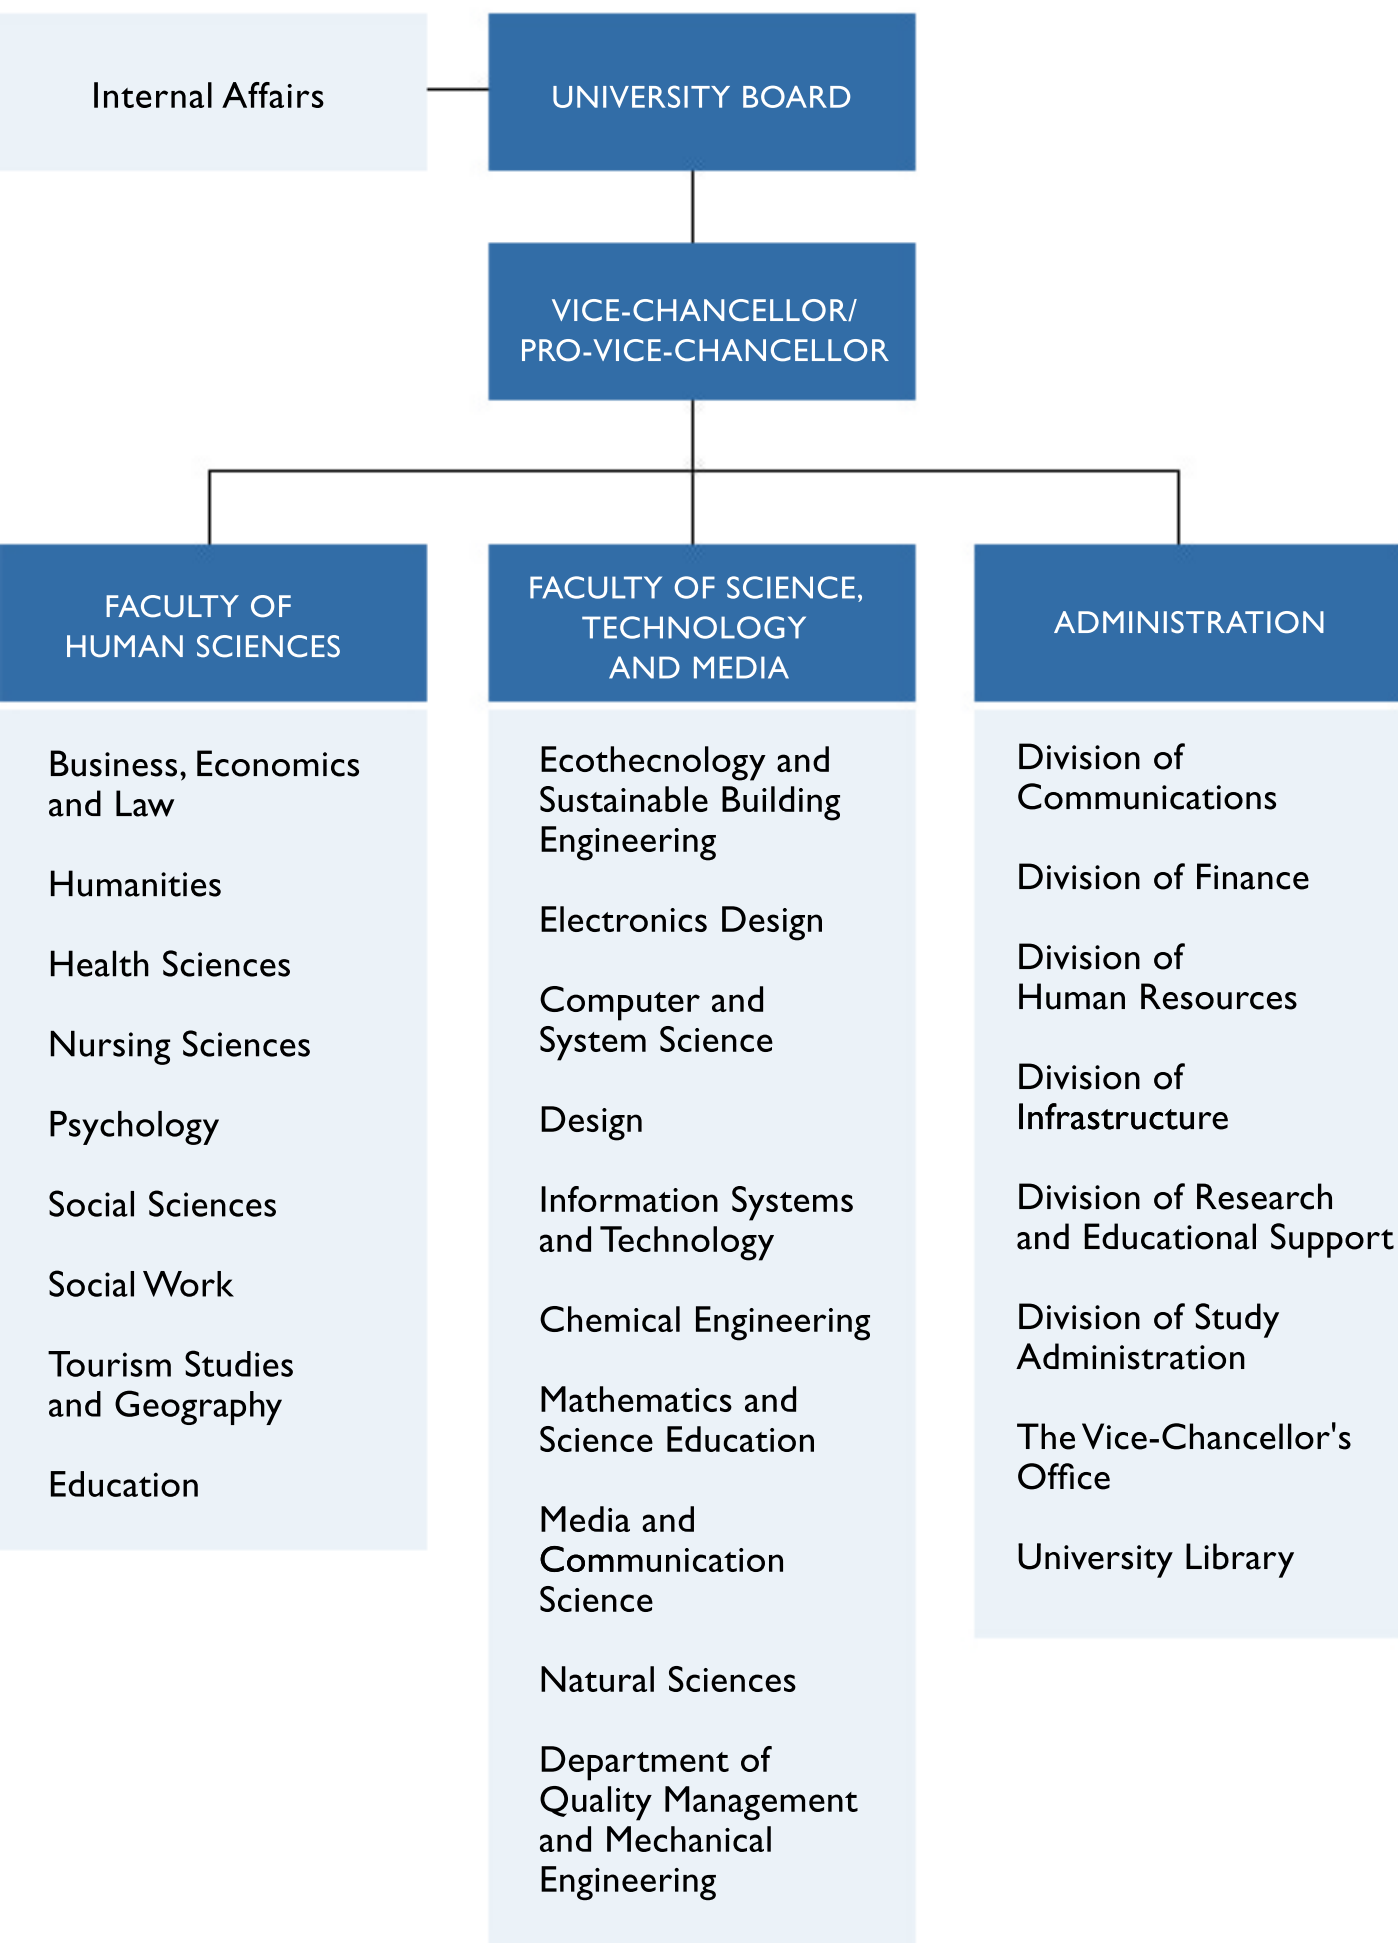 Internal Affairs
UNIVERSITY BOARD
VICE-CHANCELLOR/
PRO-VICE-CHANCELLOR
FACULTY OF
HUMAN SCIENCES
Business, Economics
and Law
Humanities
Health Sciences
Nursing Sciences
Psychology
Social Sciences
Social Work
Tourism Studies
and Geography
Education
FACULTY OF SCIENCE,
TECHNOLOGY
AND MEDIA
Ecothecnology and
Sustainable Building
Engineering
Electronics Design
Computer and
System Science
Design
Information Systems
and Technology
Chemical Engineering
Mathematics and
Science Education
Media and
Communication
Science
Natural Sciences
Department of
Quality Management
and Mechanical
Engineering
ADMINISTRATION
Division of
Communications
Division of Finance
Division of
Human Resources
Division of
Infrastructure
Division of Research
and Educational Support
Division of Study
Administration
The Vice-Chancellor's
Office
University Library